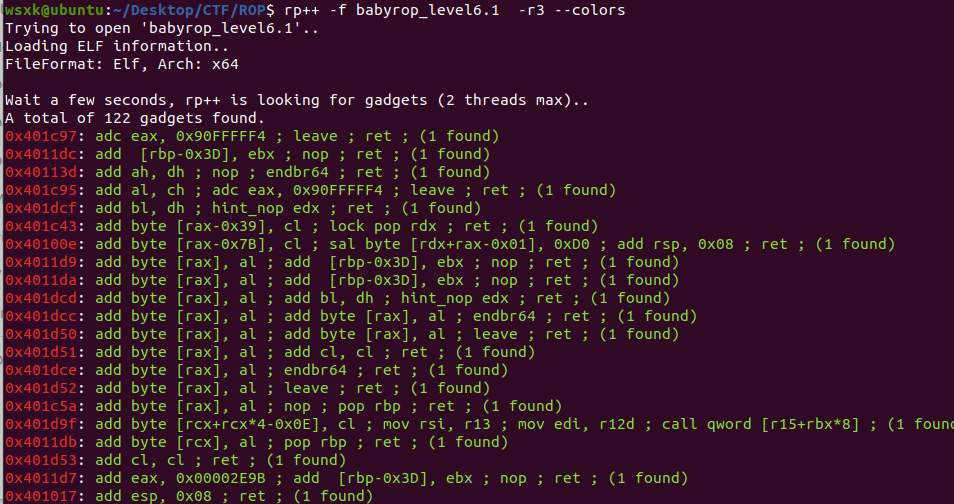 wsxk@ubuntu:~/Desktop/CTF/ROP$ rp++ -f babyrop_level6.1  -r3 --colors
Trying to open 'babyrop_level6.1'..
Loading ELF information..
FileFormat: Elf, Arch: x64

Wait a few seconds, rp++ is looking for gadgets (2 threads max)..
A total of 122 gadgets found.
0x401c97: adc eax, 0x90FFFFF4 ; leave ; ret ; (1 found)
0x4011dc: add  [rbp-0x3D], ebx ; nop ; ret ; (1 found)
0x40113d: add ah, dh ; nop ; endbr64 ; ret ; (1 found)
0x401c95: add al, ch ; adc eax, 0x90FFFFF4 ; leave ; ret ; (1 found)
0x401dcf: add bl, dh ; hint_nop edx ; ret ; (1 found)
0x401c43: add byte [rax-0x39], cl ; lock pop rdx ; ret ; (1 found)
0x40100e: add byte [rax-0x7B], cl ; sal byte [rdx+rax-0x01], 0xD0 ; add rsp, 0x08 ; ret ; (1 found)
0x4011d9: add byte [rax], al ; add  [rbp-0x3D], ebx ; nop ; ret ; (1 found)
0x4011da: add byte [rax], al ; add  [rbp-0x3D], ebx ; nop ; ret ; (1 found)
0x401dcd: add byte [rax], al ; add bl, dh ; hint_nop edx ; ret ; (1 found)
0x401dcc: add byte [rax], al ; add byte [rax], al ; endbr64 ; ret ; (1 found)
0x401d50: add byte [rax], al ; add byte [rax], al ; leave ; ret ; (1 found)
0x401d51: add byte [rax], al ; add cl, cl ; ret ; (1 found)
0x401dce: add byte [rax], al ; endbr64 ; ret ; (1 found)
0x401d52: add byte [rax], al ; leave ; ret ; (1 found)
0x401c5a: add byte [rax], al ; nop ; pop rbp ; ret ; (1 found)
0x401d9f: add byte [rcx+rcx*4-0x0E], cl ; mov rsi, r13 ; mov edi, r12d ; call qword [r15+rbx*8] ; (1 foun
0x4011db: add byte [rcx], al ; pop rbp ; ret ; (1 found)
0x401d53: add cl, cl ; ret ; (1 found)
0x4011d7: add eax, 0x00002E9B ; add  [rbp-0x3D], ebx ; nop ; ret ; (1 found)
0x401017: add esp, 0x08 ; ret ; (1 found)